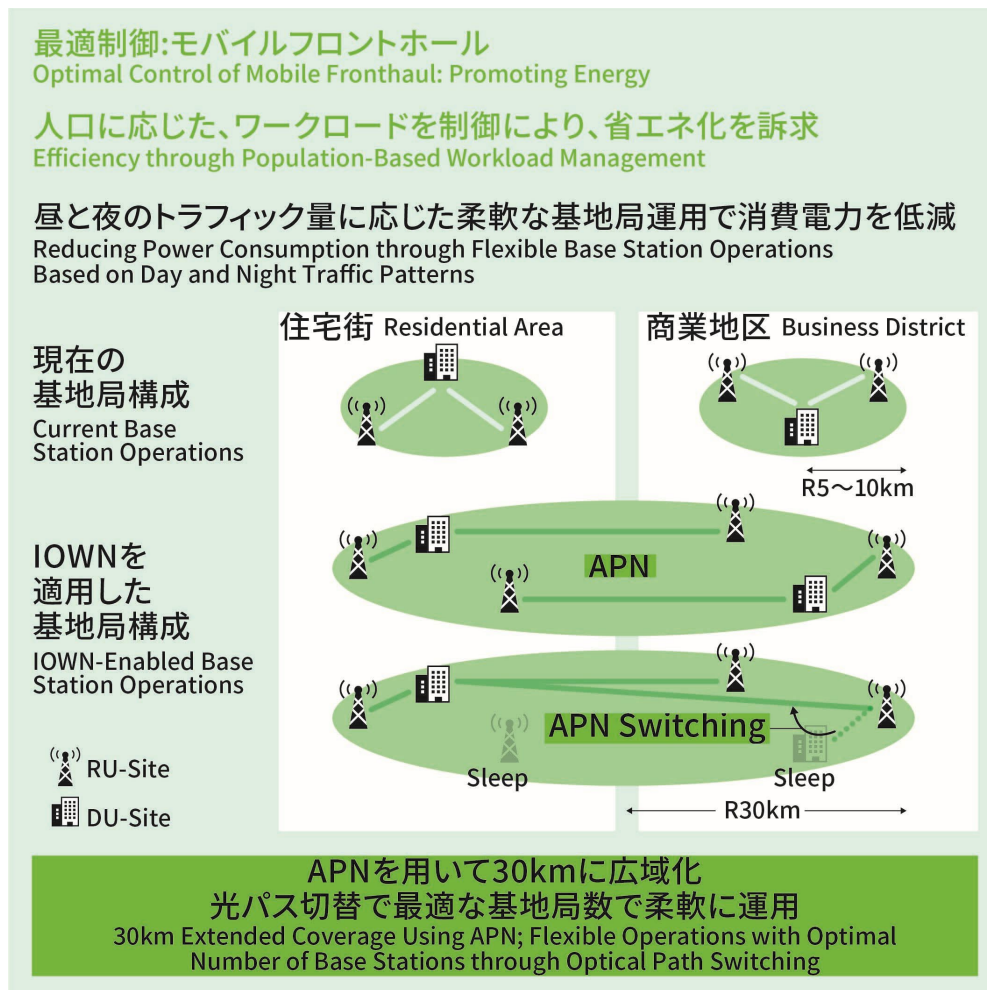 最適制御:モバイルフロントホール
Optimal Control of Mobile Fronthaul: Promoting Energy
人口に応じた、ワークロードを制御により、省エネ化を訴求
Efficiency through Population-Based Workload Management
昼と夜のトラフィック量に応じた柔軟な基地局運用で消費電力を低減
Reducing Power Consumption through Flexible Base Station Operations
Based on Day and Night Traffic Patterns
住宅街 Residential Area
商業地区 Business District
現在の
基地局構成
Current Base
Station Operations
R5〜10km
IOWNを
適用した
基地局構成
IOWN-Enabled Base
Station Operations
APN
APN Switching
Sleep
Sleep
R30km
RU-Site
DU-Site
APNを用いて30kmに広域化
光パス切替で最適な基地局数で柔軟に運用
30km Extended Coverage Using APN; Flexible Operations with Optimal
Number of Base Stations through Optical Path Switching